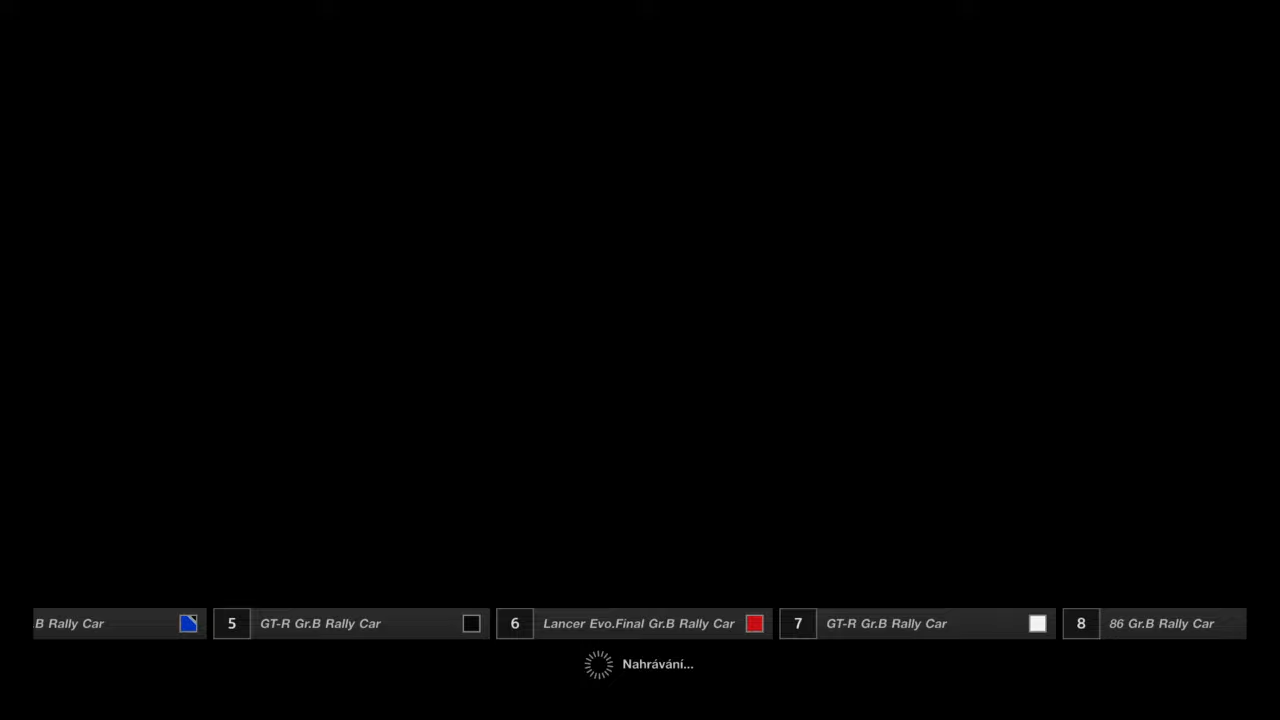 .B Rally Car
5 GT-R Gr.B Rally Car
6 Lancer Evo.Final Gr.B Rally Car
7 GT-R Gr.B Rally Car
8 86 Gr.B Rally Car
Nahrávání...